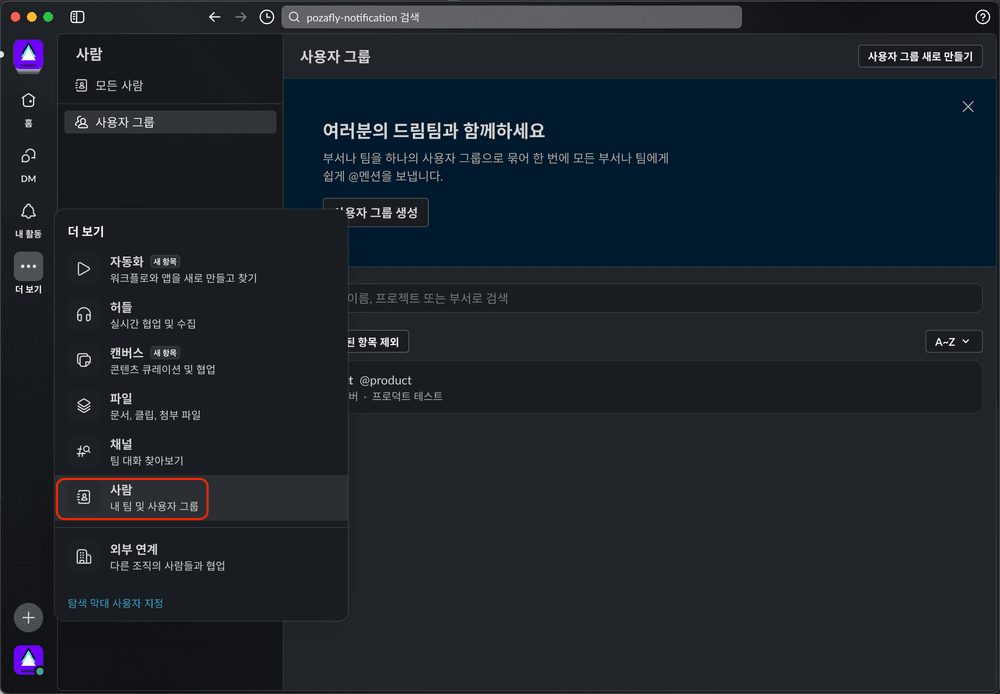 pozafly-notification 검색
사람
모든 사람
사용자 그룹
홈
DM
내 활동
더 보기
사용자 그룹
사용자 그룹 새로 만들기
여러분의 드림팀과 함께하세요
부서나 팀을 하나의 사용자 그룹으로 묶어 한 번에 모든 부서나 팀에게
쉽게 @멘션을 보냅니다.
사용자 그룹 생성
이름, 프로젝트 또는 부서로 검색
된 항목 제외
A~Z
t @product
버 · 프로덕트 테스트
더 보기
자동화 새 항목
워크플로와 앱을 새로 만들고 찾기
허들
실시간 협업 및 수집
캔버스 새 항목
콘텐츠 큐레이션 및 협업
파일
문서, 클립, 첨부 파일
채널
팀 대화 찾아보기
사람
내 팀 및 사용자 그룹
외부 연계
다른 조직의 사람들과 협업
탐색 막대 사용자 지정